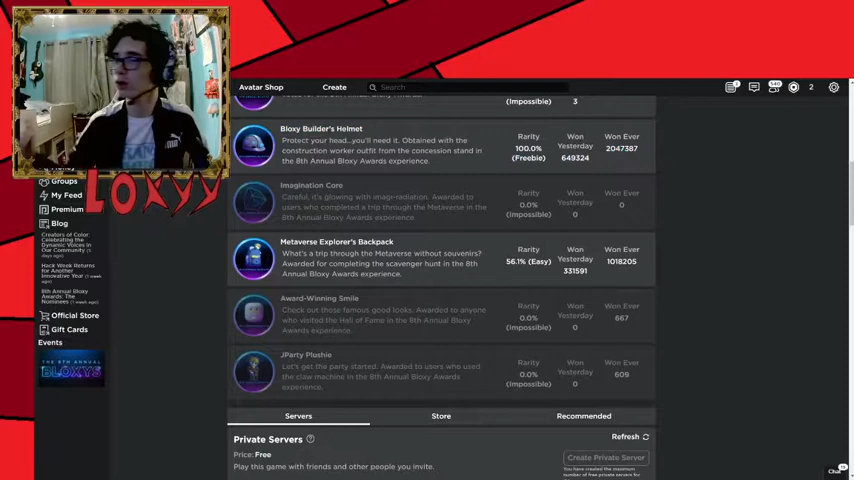 Avatar Shop Create Search 2
(Impossible) 3
Bloxy Builder's Helmet
Protect your head...you'll need it. Obtained with the
construction worker outfit from the concession stand in
the 8th Annual Bloxy Awards experience.
Rarity Won Yesterday Won Ever
100.0% (Freebie) 649324 2047387
Imagination Core
Careful, it's glowing with imagi-radiation. Awarded to
users who completed a trip through the Metaverse in the
8th Annual Bloxy Awards experience.
Rarity Won Yesterday Won Ever
0.0% (Impossible) 0 0
Metaverse Explorer's Backpack
What's a trip through the Metaverse without souvenirs?
Awarded for completing the scavenger hunt in the 8th
Annual Bloxy Awards experience.
Rarity Won Yesterday Won Ever
56.1% (Easy) 331591 1018205
Award-Winning Smile
Check out those famous good looks. Awarded to anyone
who visited the Hall of Fame in the 8th Annual Bloxy
Awards experience.
Rarity Won Yesterday Won Ever
0.0% (Impossible) 0 667
JParty Plushie
Let's get the party started. Awarded to users who used
the claw machine in the 8th Annual Bloxy Awards
experience.
Rarity Won Yesterday Won Ever
0.0% (Impossible) 0 609
Servers Store Recommended
Private Servers
Refresh
Price: Free
Play this game with friends and other people you invite.
Create Private Server
You have created the maximum
number of free private servers for
Chat
Loxyy
Groups
My Feed
Premium
Blog
Creators of Color:
Celebrating the
Dynamic Voices in
Our Community (5
days ago)
Hack Week Returns
for Another
Innovative Year (1 week
ago)
8th Annual Bloxy
Awards: The
Nominees (1 week ago)
Official Store
Gift Cards
Events
THE 8TH ANNUAL
BLOXYS